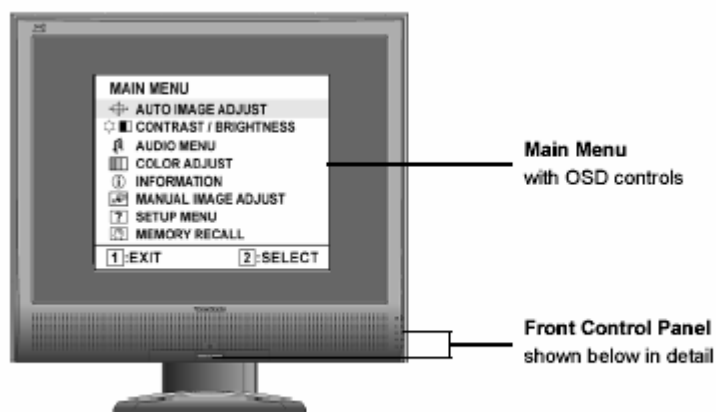 MAIN MENU
AUTO IMAGE ADJUST
CONTRAST / BRIGHTNESS
AUDIO MENU
COLOR ADJUST
INFORMATION
MANUAL IMAGE ADJUST
? SETUP MENU
MEMORY RECALL
1:EXIT 2:SELECT
Main Menu
with OSD controls
ViewSonic
Front Control Panel
shown below in detail